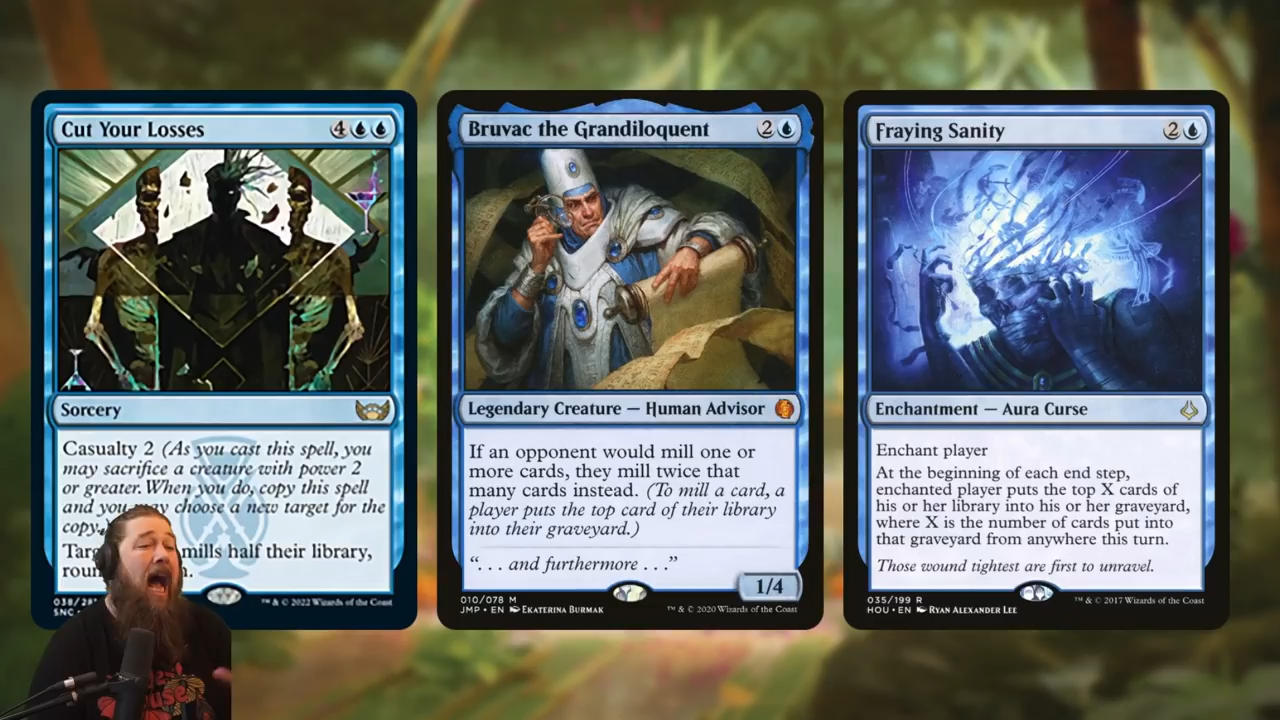 Cut Your Losses 4
Sorcery
Casualty 2 (As you cast this spell, you
may sacrifice a creature with power 2
or greater. When you do, copy this spell
and you may choose a new target for the
copy.)
mills half their library,
038/28
SNC
™ & © 2022 Wizards of the Coast
Bruvac the Grandiloquent 2
Legendary Creature — Human Advisor
If an opponent would mill one or
more cards, they mill twice that
many cards instead. (To mill a card, a
player puts the top card of their library
into their graveyard.)
“. . . and furthermore . . .”
1/4
010/078 M
JMP • EN Ekaterina Burmak
™ & © 2020 Wizards of the Coast
Fraying Sanity 2
Enchantment — Aura Curse
Enchant player
At the beginning of each end step,
enchanted player puts the top X cards of
his or her library into his or her graveyard,
where X is the number of cards put into
that graveyard from anywhere this turn.
Those wound tightest are first to unravel.
035/199 R
HOU • EN Ryan Alexander Lee
™ & © 2017 Wizards of the Coast